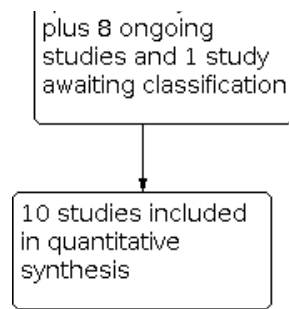 plus 8 ongoing
studies and 1 study
awaiting classification
10 studies included
in quantitative
synthesis